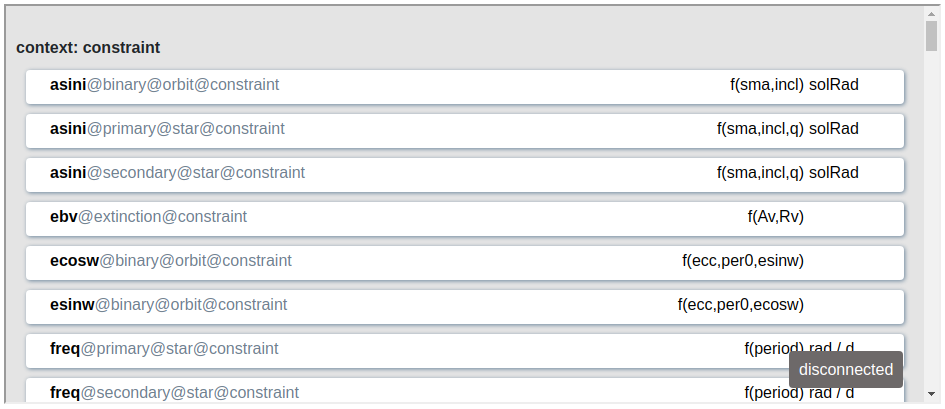 context: constraint
asini@binary@orbit@constraint f(sma,incl) solRad
asini@primary@star@constraint f(sma,incl,q) solRad
asini@secondary@star@constraint f(sma,incl,q) solRad
ebv@extinction@constraint f(Av,Rv)
ecosw@binary@orbit@constraint f(ecc,per0,esinw)
esinw@binary@orbit@constraint f(ecc,per0,ecosw)
freq@primary@star@constraint f(period) rad / d
disconnected
freq@secondary@star@constraint f(period) rad / d